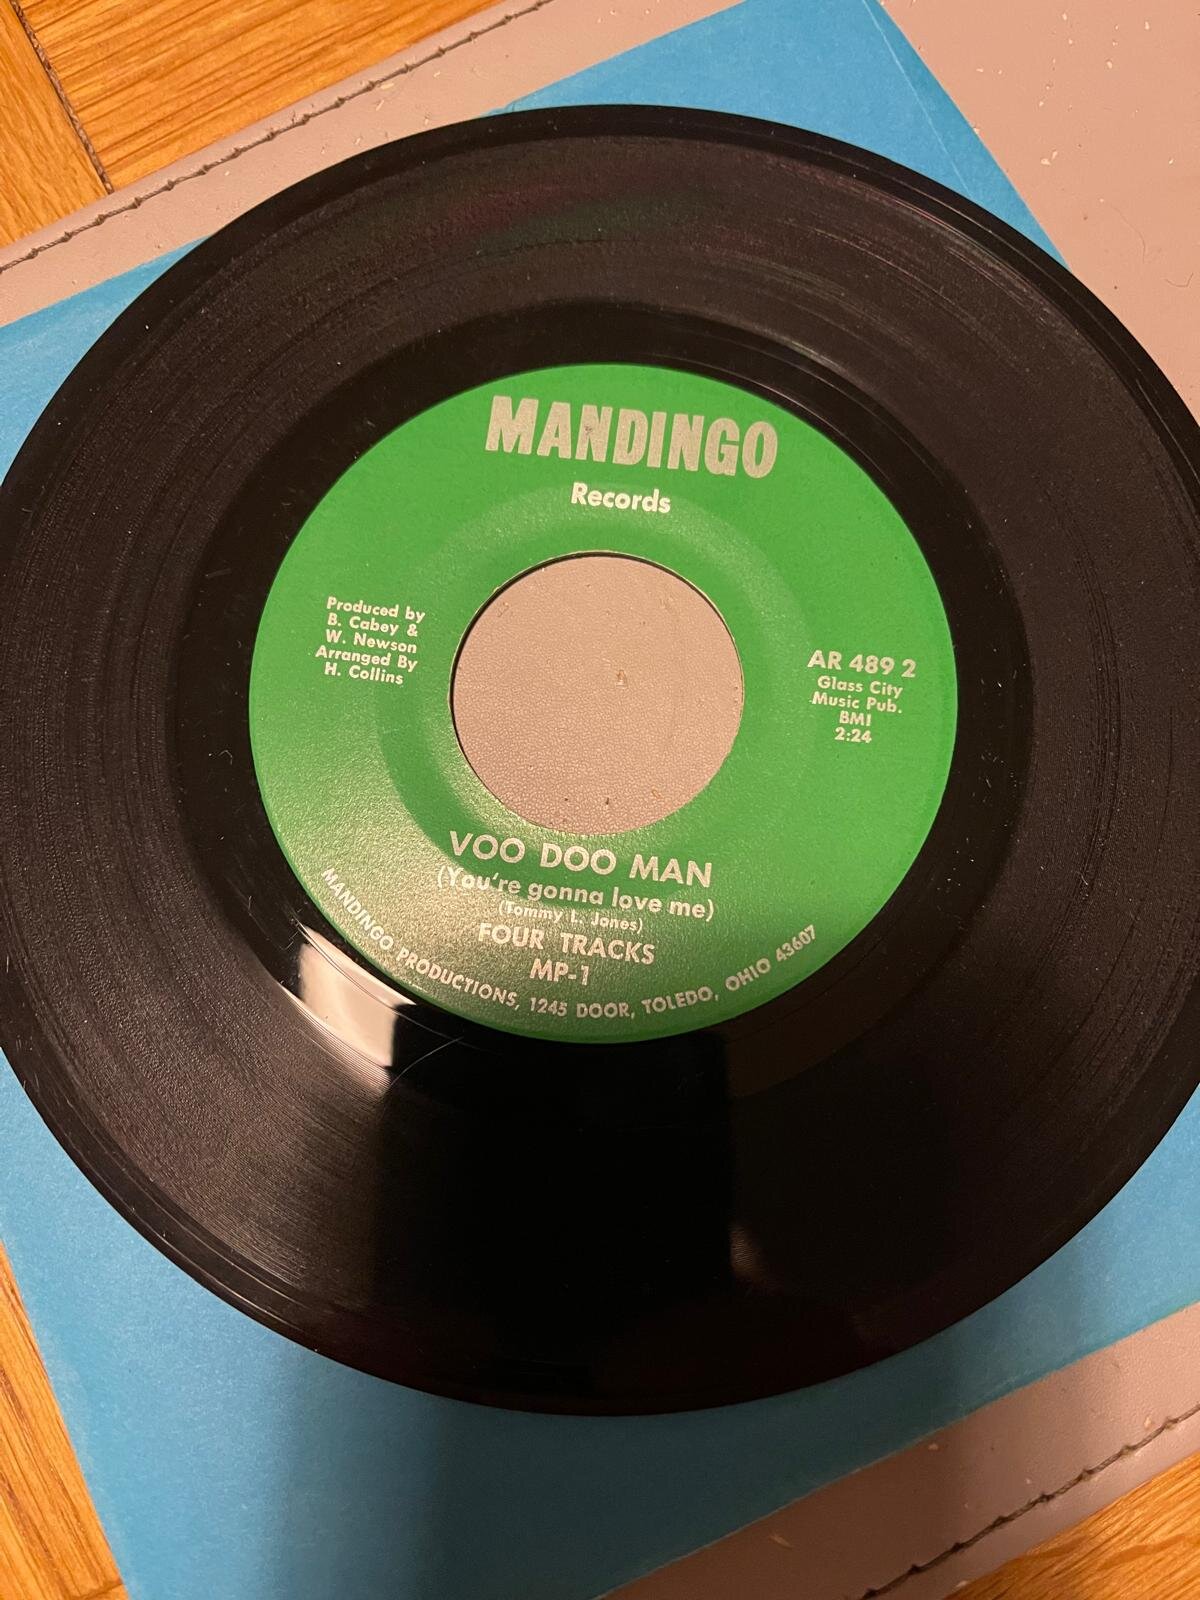 MANDINGO
Records
Produced by
B. Cabey &
W. Newson
Arranged By
H. Collins
AR 489 2
Glass City
Music Pub.
BMI
2:24
VOO DOO MAN
(You're gonna love me)
(Tommy L. Jones)
FOUR TRACKS
MP-1
MANDINGO PRODUCTIONS, 1245 DOOR, TOLEDO, OHIO 43607